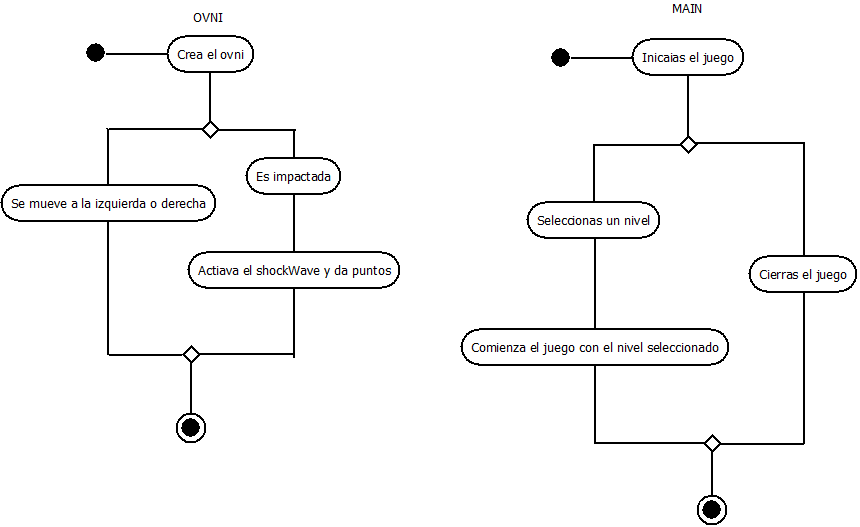 OVNI
Crea el ovni
Se mueve a la izquierda o derecha
Es impactada
Actiava el shockWave y da puntos
MAIN
Inicaias el juego
Seleccionas un nivel
Cierras el juego
Comienza el juego con el nivel seleccionado